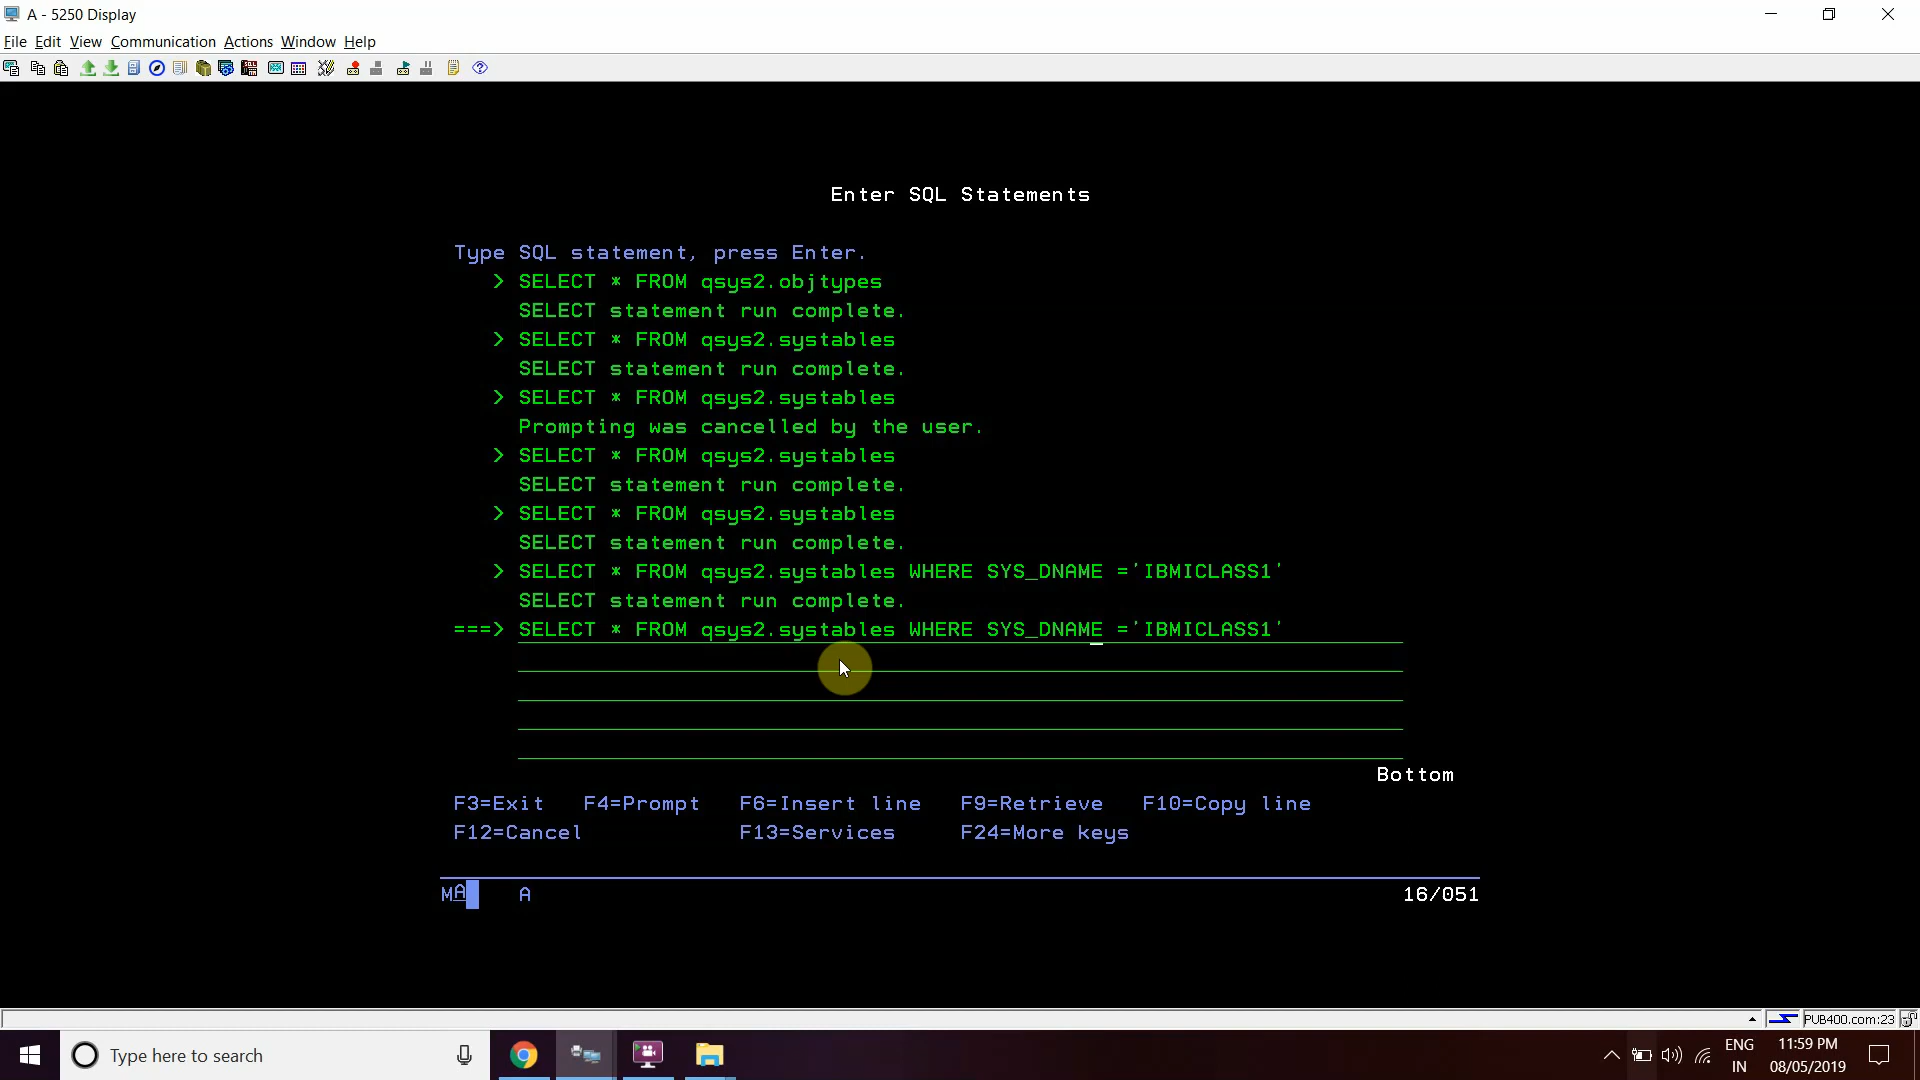 A - 5250 Display
File Edit View Communication Actions Window Help
Enter SQL Statements
Type SQL statement, press Enter.
> SELECT * FROM qsys2.objtypes
SELECT statement run complete.
> SELECT * FROM qsys2.systables
SELECT statement run complete.
> SELECT * FROM qsys2.systables
Prompting was cancelled by the user.
> SELECT * FROM qsys2.systables
SELECT statement run complete.
> SELECT * FROM qsys2.systables
SELECT statement run complete.
> SELECT * FROM qsys2.systables WHERE SYS_DNAME ='IBMICLASS1'
SELECT statement run complete.
===> SELECT * FROM qsys2.systables WHERE SYS_DNAME ='IBMICLASS1'
Bottom
F3=Exit F4=Prompt F6=Insert line F9=Retrieve F10=Copy line
F12=Cancel F13=Services F24=More keys
MA A 16/051
PUB400.com:23
Type here to search
ENG 11:59 PM
IN 08/05/2019